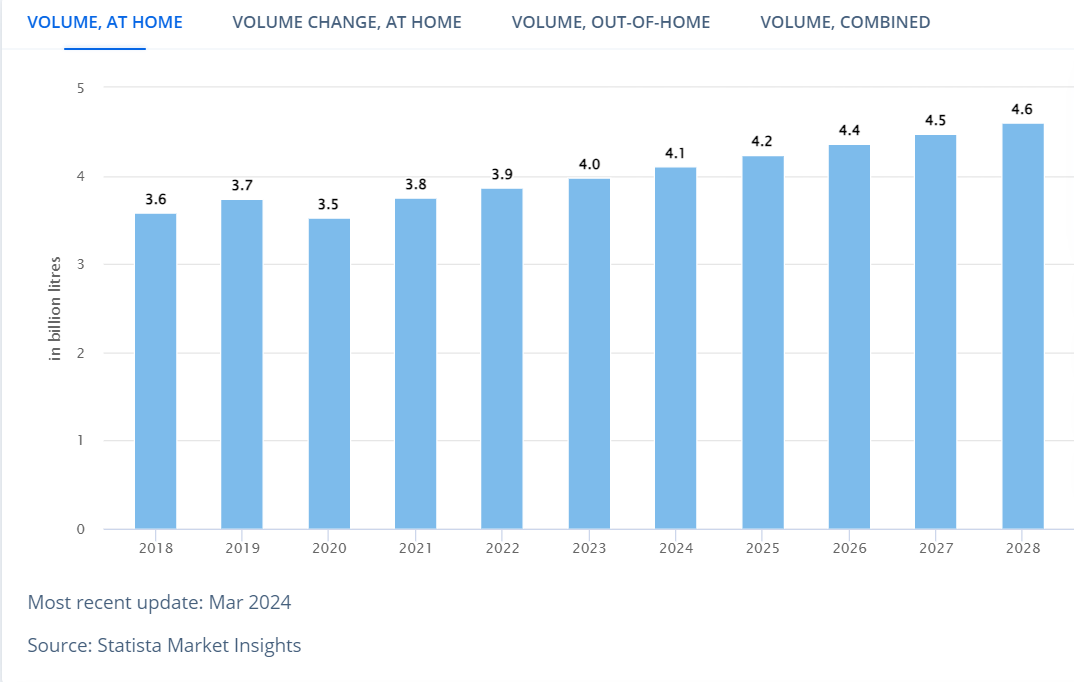 VOLUME, AT HOME VOLUME CHANGE, AT HOME VOLUME, OUT-OF-HOME VOLUME, COMBINED
in billion litres
5
4
3
2
1
0
3.6 3.7 3.5 3.8 3.9 4.0 4.1 4.2 4.4 4.5 4.6
2018 2019 2020 2021 2022 2023 2024 2025 2026 2027 2028
Most recent update: Mar 2024
Source: Statista Market Insights